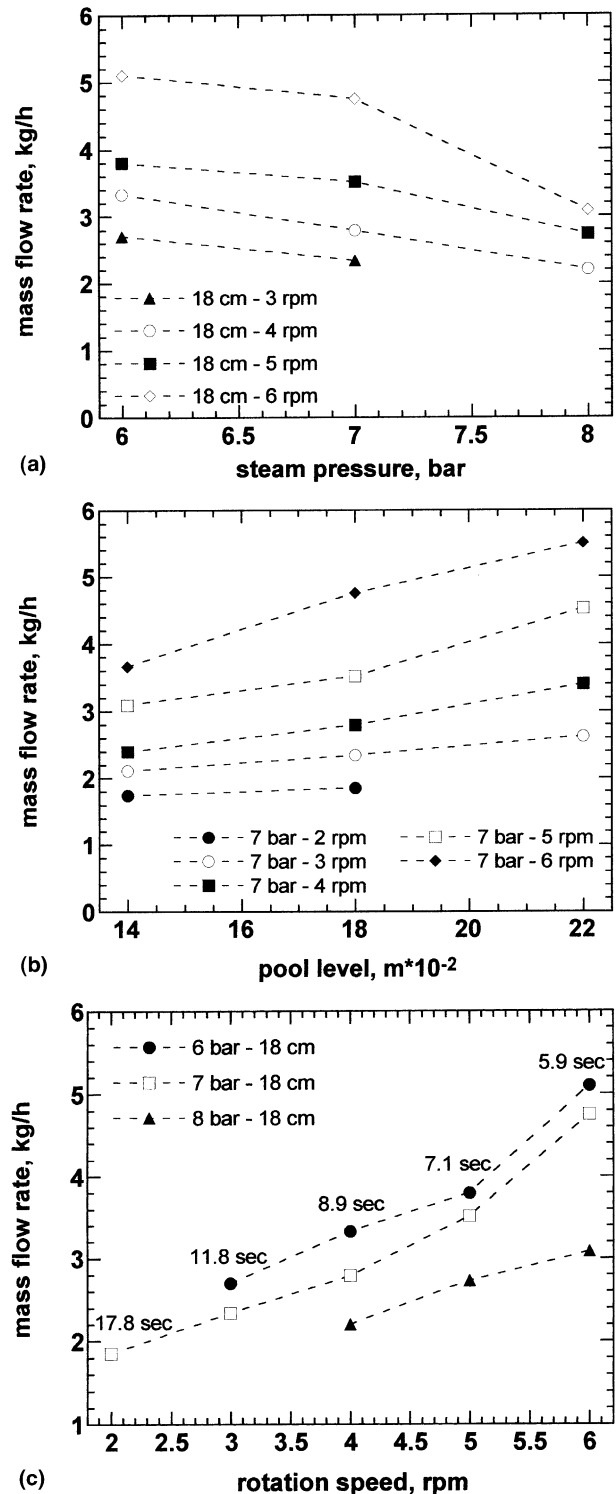 6
5
4
3
2
1
0
mass flow rate, kg/h
18 cm - 3 rpm
18 cm - 4 rpm
18 cm - 5 rpm
18 cm - 6 rpm
6 6.5 7 7.5 8
(a) steam pressure, bar
6
5
4
3
2
1
0
mass flow rate, kg/h
7 bar - 2 rpm 7 bar - 5 rpm
7 bar - 3 rpm 7 bar - 6 rpm
7 bar - 4 rpm
14 16 18 20 22
(b) pool level, m*10⁻²
6
5
4
3
2
1
mass flow rate, kg/h
6 bar - 18 cm
7 bar - 18 cm
8 bar - 18 cm
5.9 sec
7.1 sec
8.9 sec
11.8 sec
17.8 sec
2 2.5 3 3.5 4 4.5 5 5.5 6
(c) rotation speed, rpm